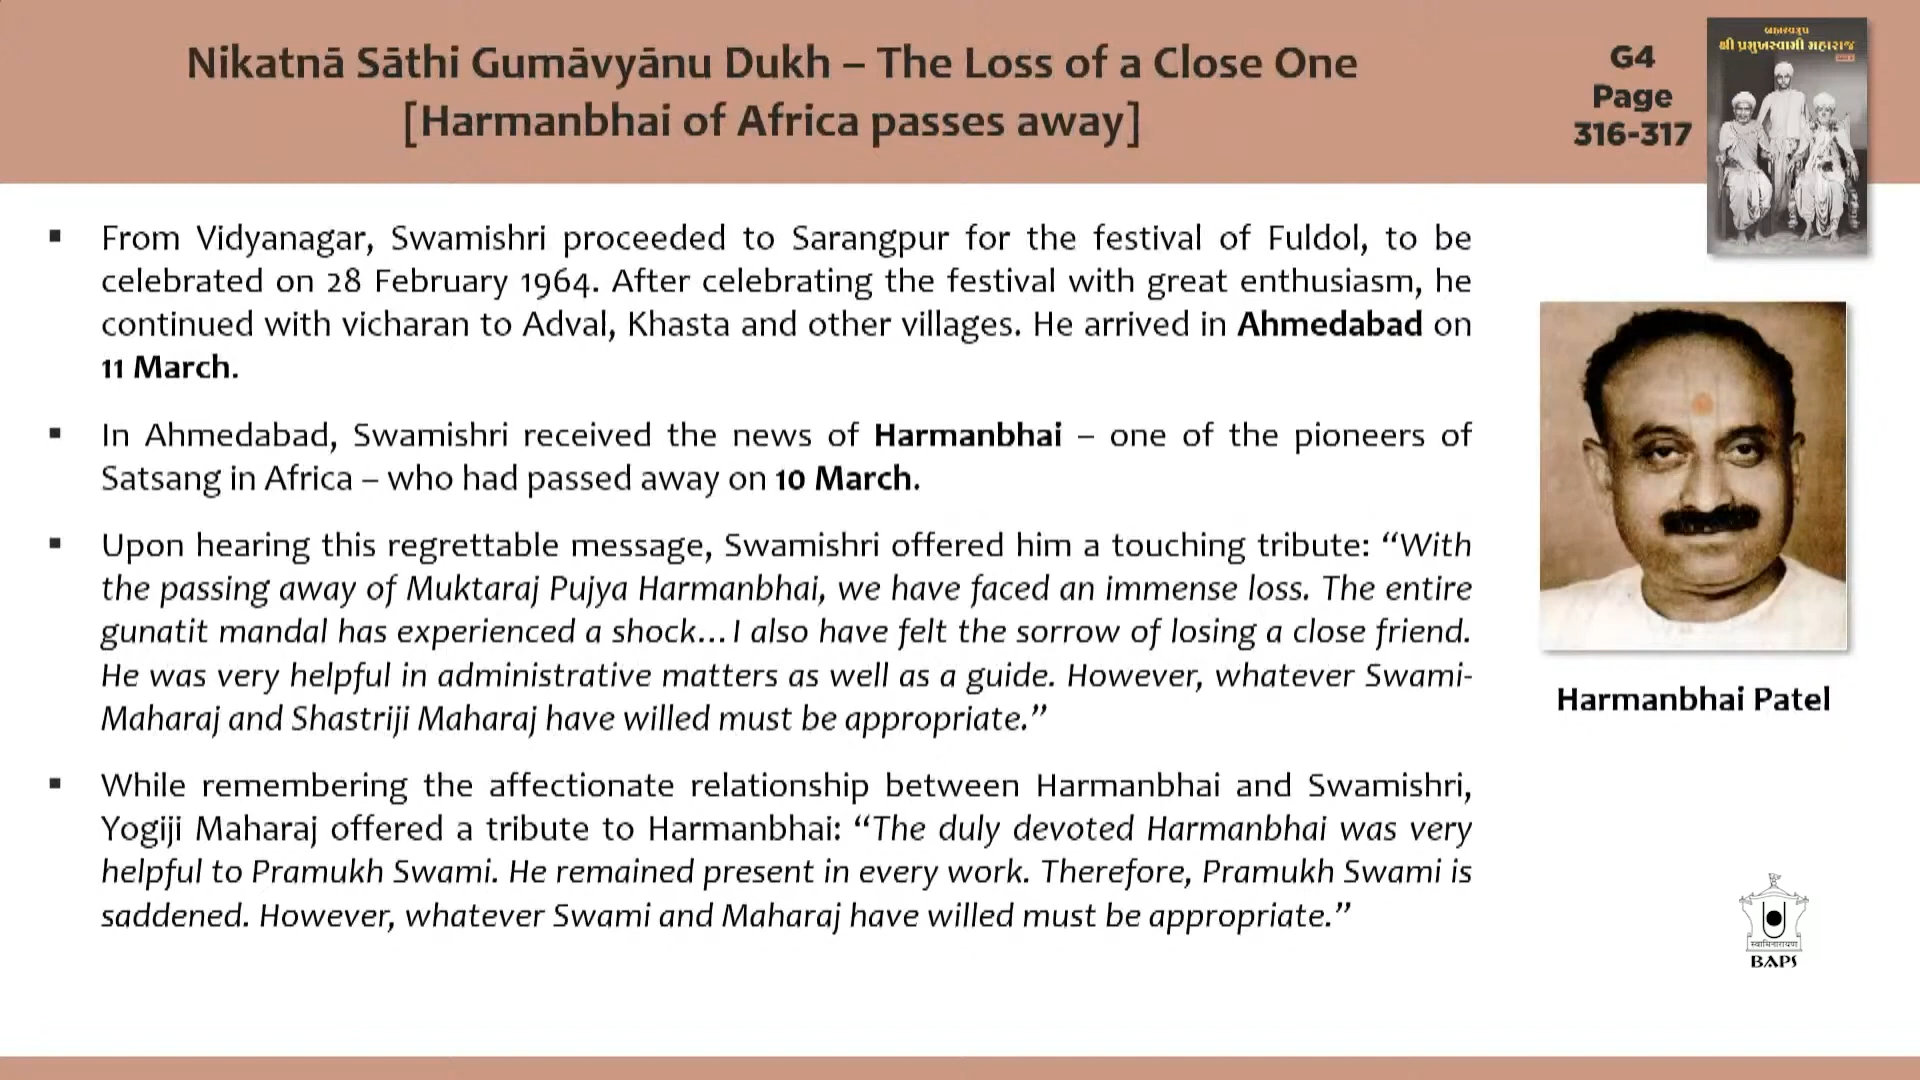 Nikatnā Sāthi Gumāvyānu Dukh – The Loss of a Close One
[Harmanbhai of Africa passes away]
G4
Page
316-317
બ્રહ્મસ્વરૂપ
શ્રી પ્રમુખસ્વામી મહારાજ
▪ From Vidyanagar, Swamishri proceeded to Sarangpur for the festival of Fuldol, to be
celebrated on 28 February 1964. After celebrating the festival with great enthusiasm, he
continued with vicharan to Adval, Khasta and other villages. He arrived in Ahmedabad on
11 March.
▪ In Ahmedabad, Swamishri received the news of Harmanbhai – one of the pioneers of
Satsang in Africa – who had passed away on 10 March.
▪ Upon hearing this regrettable message, Swamishri offered him a touching tribute: “With
the passing away of Muktaraj Pujya Harmanbhai, we have faced an immense loss. The entire
gunatit mandal has experienced a shock...I also have felt the sorrow of losing a close friend.
He was very helpful in administrative matters as well as a guide. However, whatever Swami-
Maharaj and Shastriji Maharaj have willed must be appropriate.”
▪ While remembering the affectionate relationship between Harmanbhai and Swamishri,
Yogiji Maharaj offered a tribute to Harmanbhai: “The duly devoted Harmanbhai was very
helpful to Pramukh Swami. He remained present in every work. Therefore, Pramukh Swami is
saddened. However, whatever Swami and Maharaj have willed must be appropriate.”
Harmanbhai Patel
स्वामिनारायण
BAPS